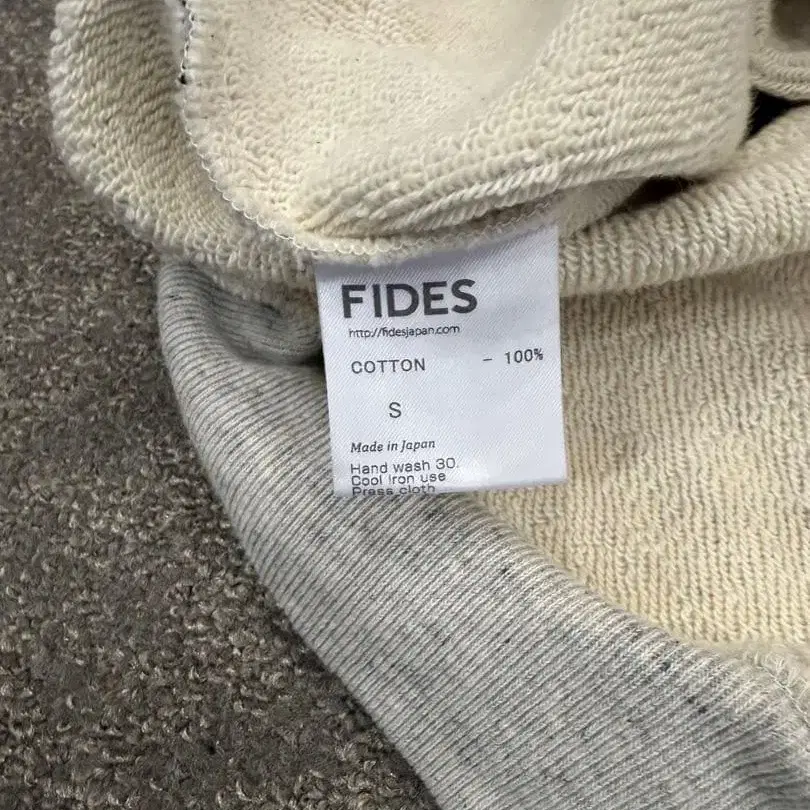 FIDES
http://fidesjapan.com
COTTON - 100%
S
Made in Japan
Hand wash 30.
Cool iron use
Press cloth